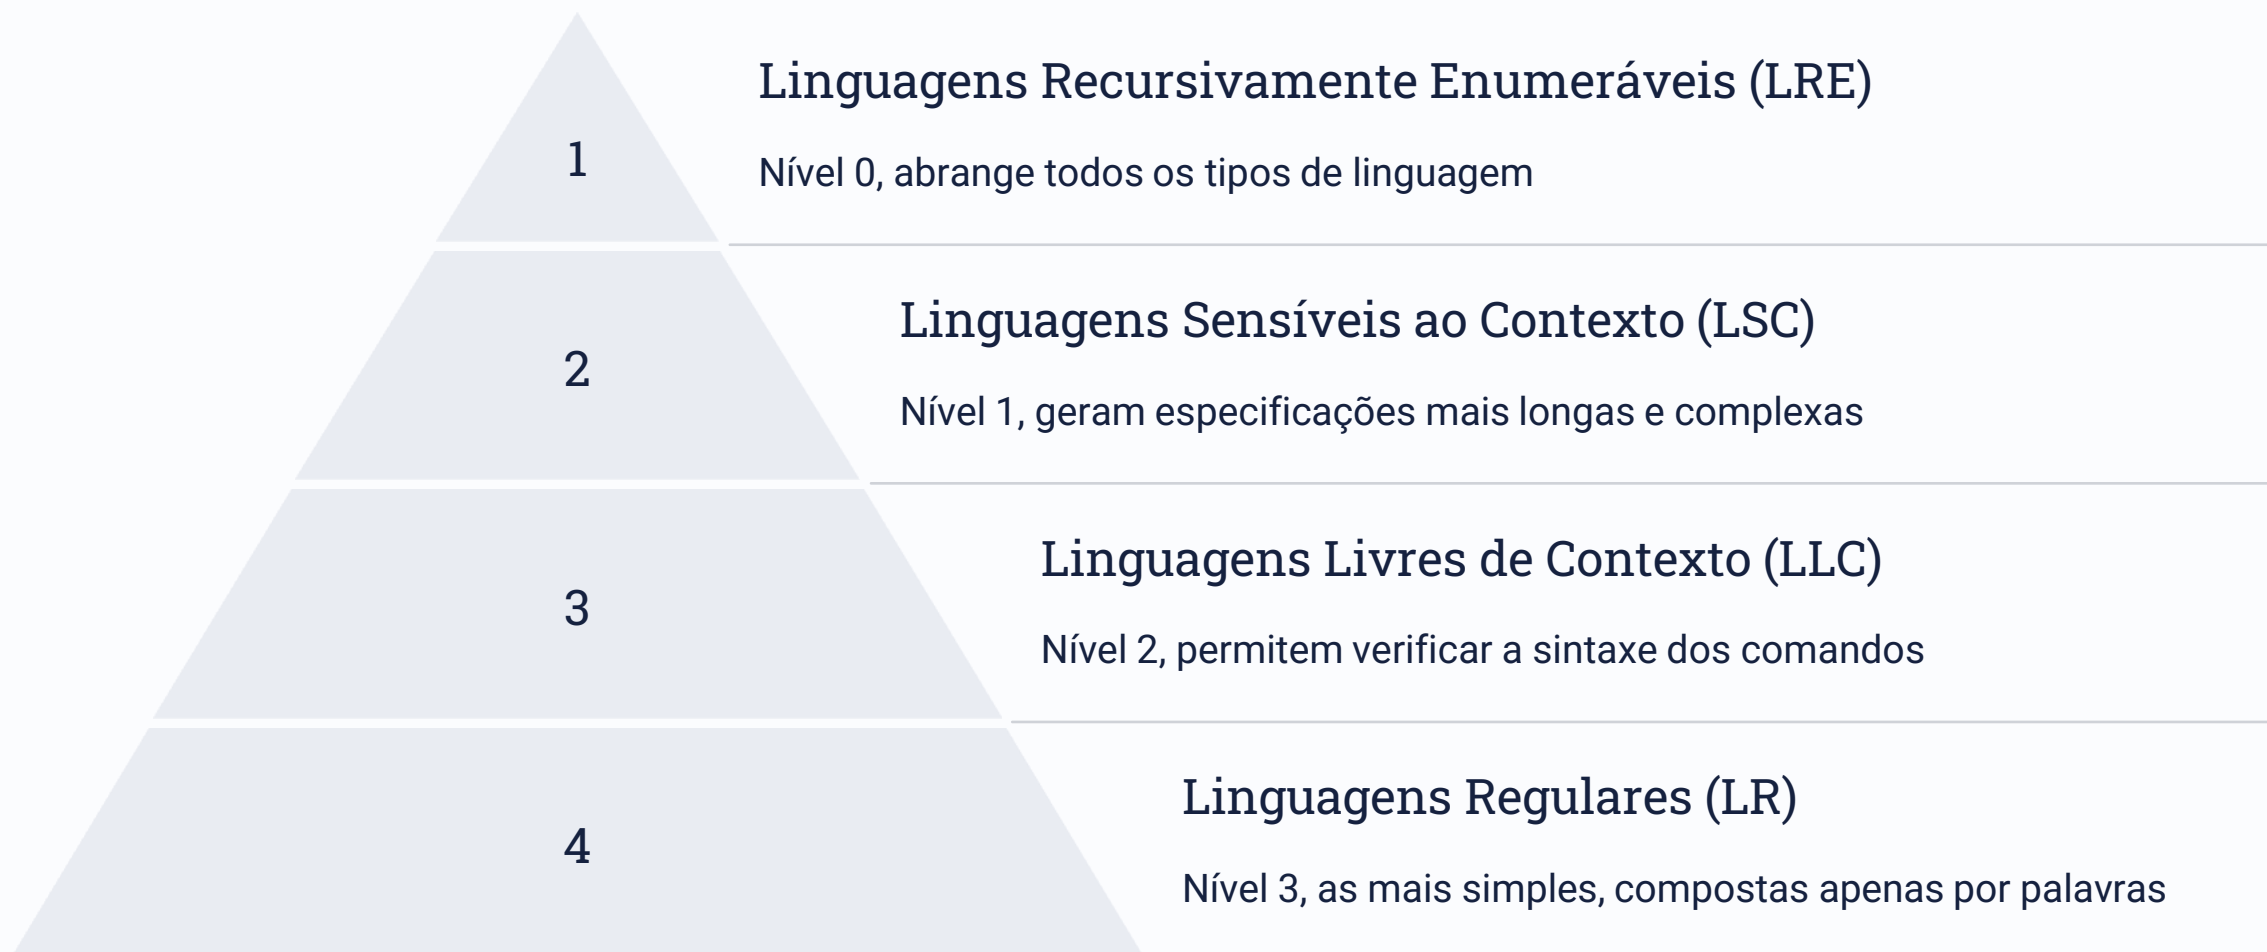 1
Linguagens Recursivamente Enumeráveis (LRE)
Nível 0, abrange todos os tipos de linguagem
2
Linguagens Sensíveis ao Contexto (LSC)
Nível 1, geram especificações mais longas e complexas
3
Linguagens Livres de Contexto (LLC)
Nível 2, permitem verificar a sintaxe dos comandos
4
Linguagens Regulares (LR)
Nível 3, as mais simples, compostas apenas por palavras